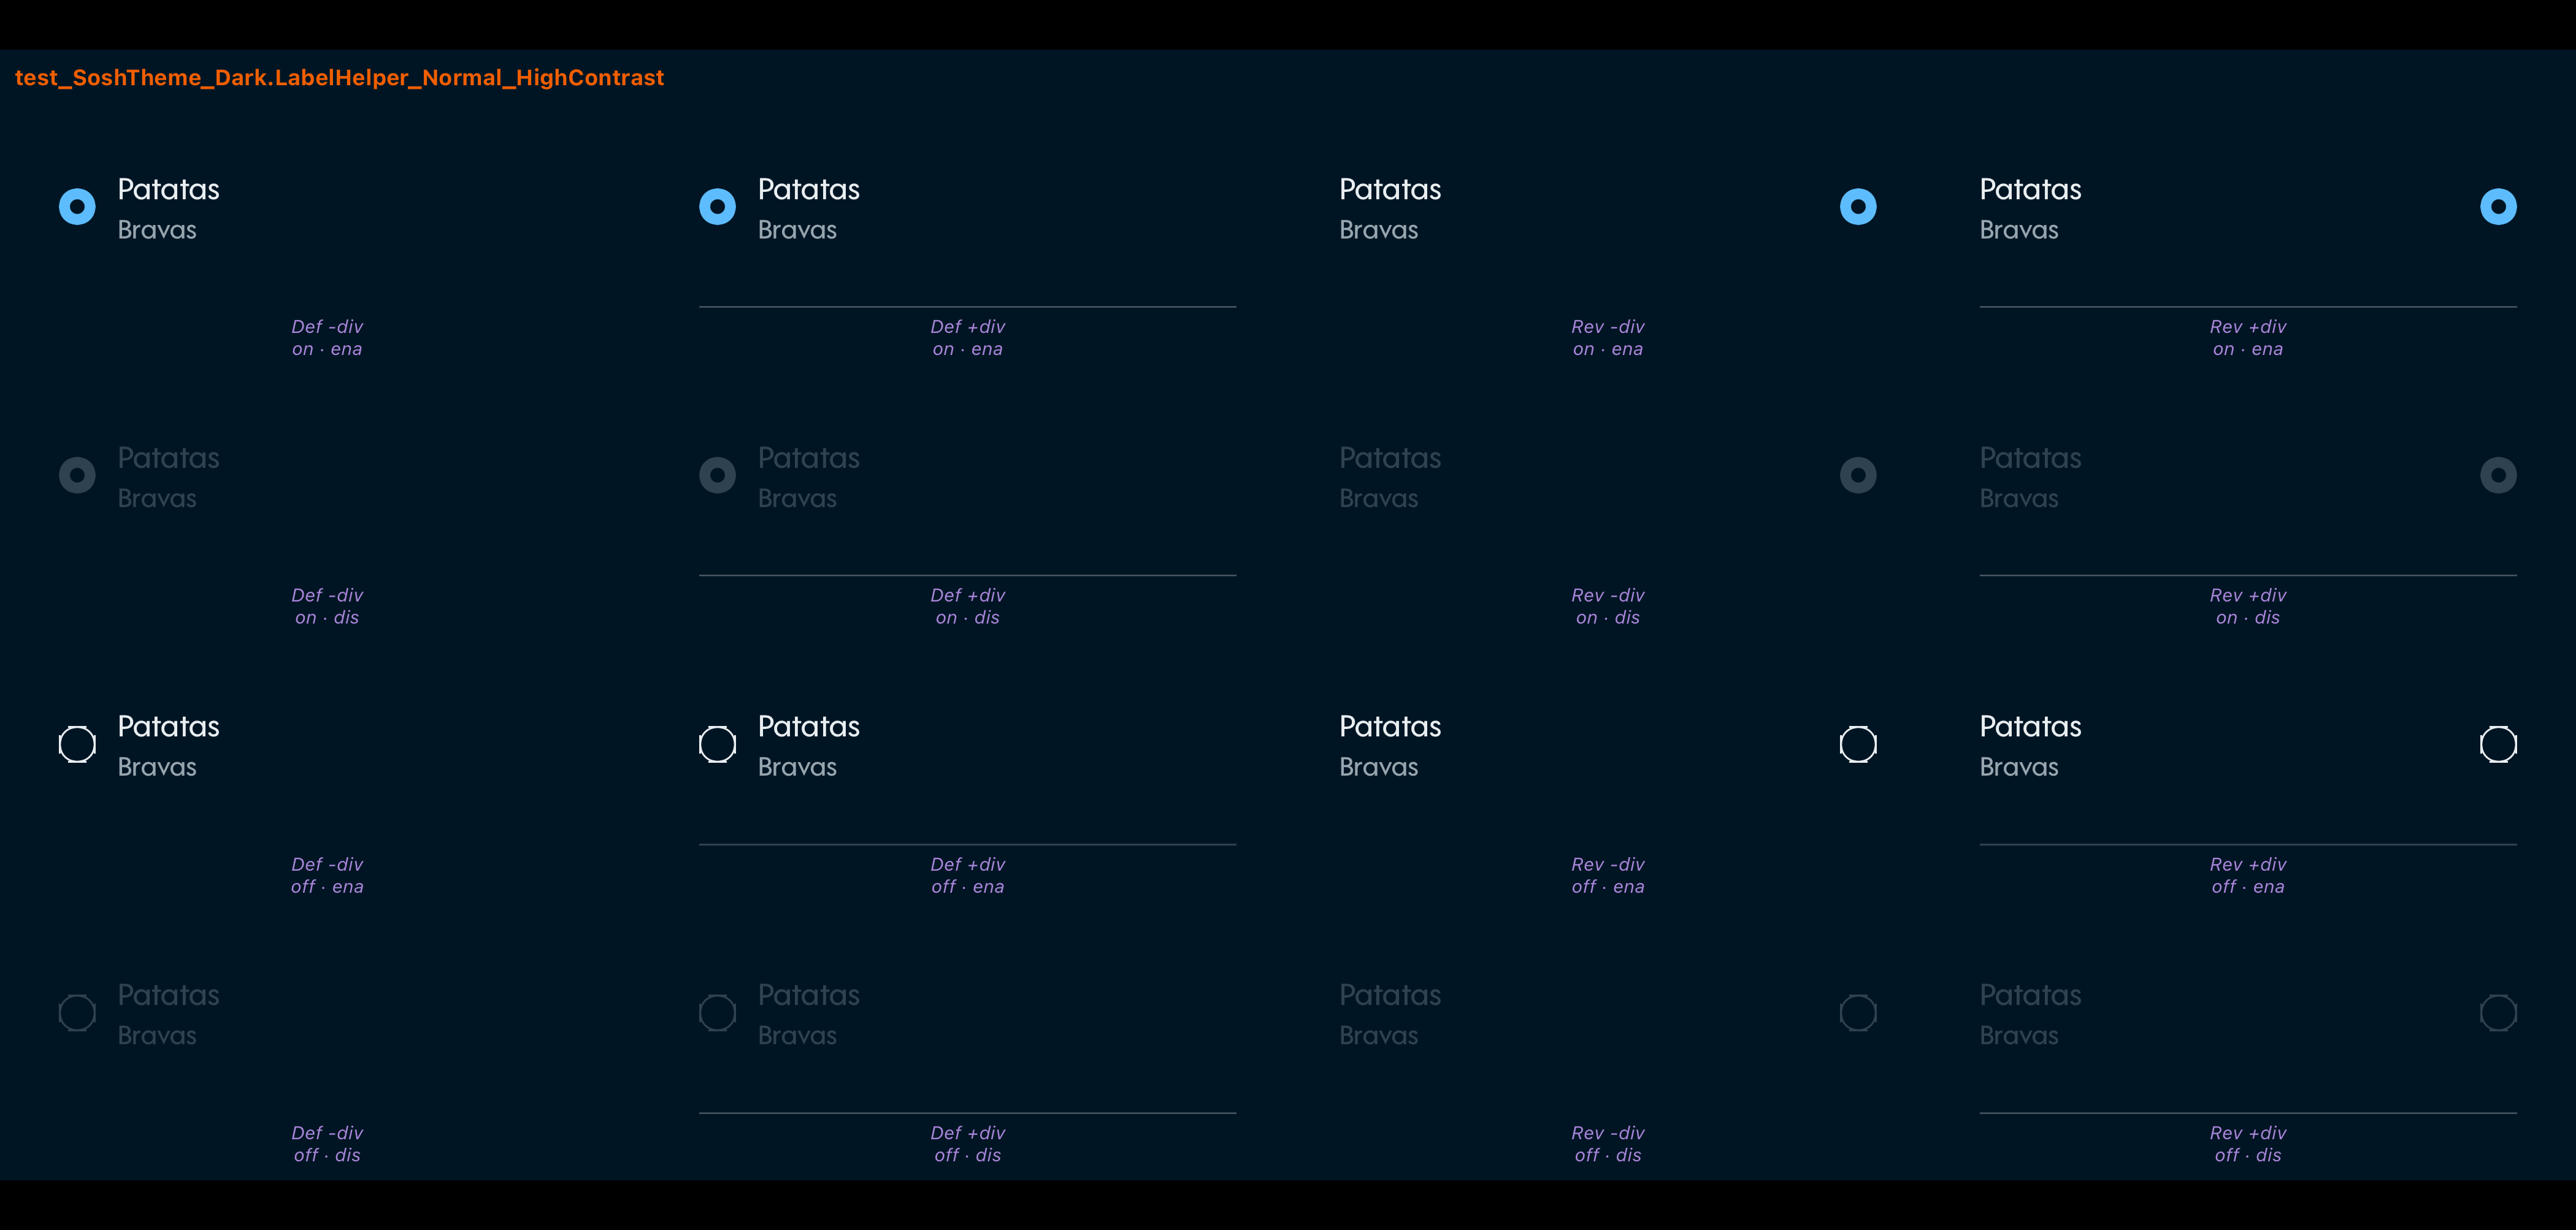 test_SoshTheme_Dark.LabelHelper_Normal_HighContrast
Patatas
Bravas
Def -div
on · ena
Patatas
Bravas
Def +div
on · ena
Patatas
Bravas
Rev -div
on · ena
Patatas
Bravas
Rev +div
on · ena
Patatas
Bravas
Def -div
on · dis
Patatas
Bravas
Def +div
on · dis
Patatas
Bravas
Rev -div
on · dis
Patatas
Bravas
Rev +div
on · dis
Patatas
Bravas
Def -div
off · ena
Patatas
Bravas
Def +div
off · ena
Patatas
Bravas
Rev -div
off · ena
Patatas
Bravas
Rev +div
off · ena
Patatas
Bravas
Def -div
off · dis
Patatas
Bravas
Def +div
off · dis
Patatas
Bravas
Rev -div
off · dis
Patatas
Bravas
Rev +div
off · dis